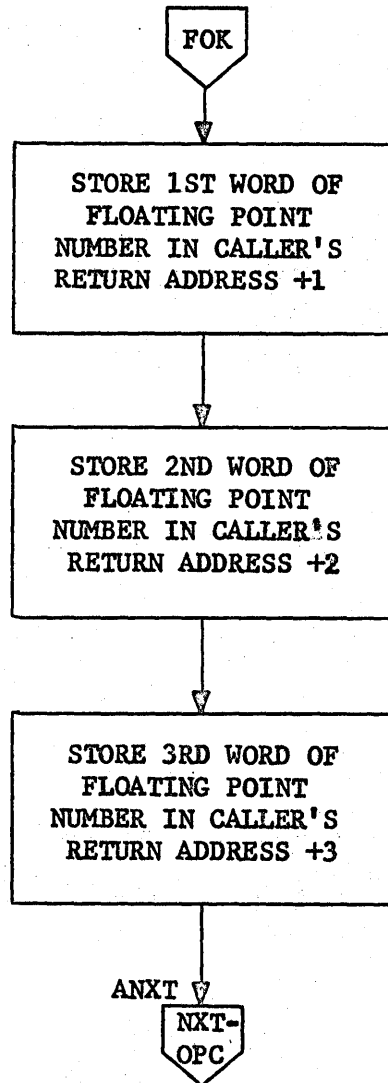 FOK
STORE 1ST WORD OF
FLOATING POINT
NUMBER IN CALLER'S
RETURN ADDRESS +1
STORE 2ND WORD OF
FLOATING POINT
NUMBER IN CALLER'S
RETURN ADDRESS +2
STORE 3RD WORD OF
FLOATING POINT
NUMBER IN CALLER'S
RETURN ADDRESS +3
ANXT
NXT-
OPC